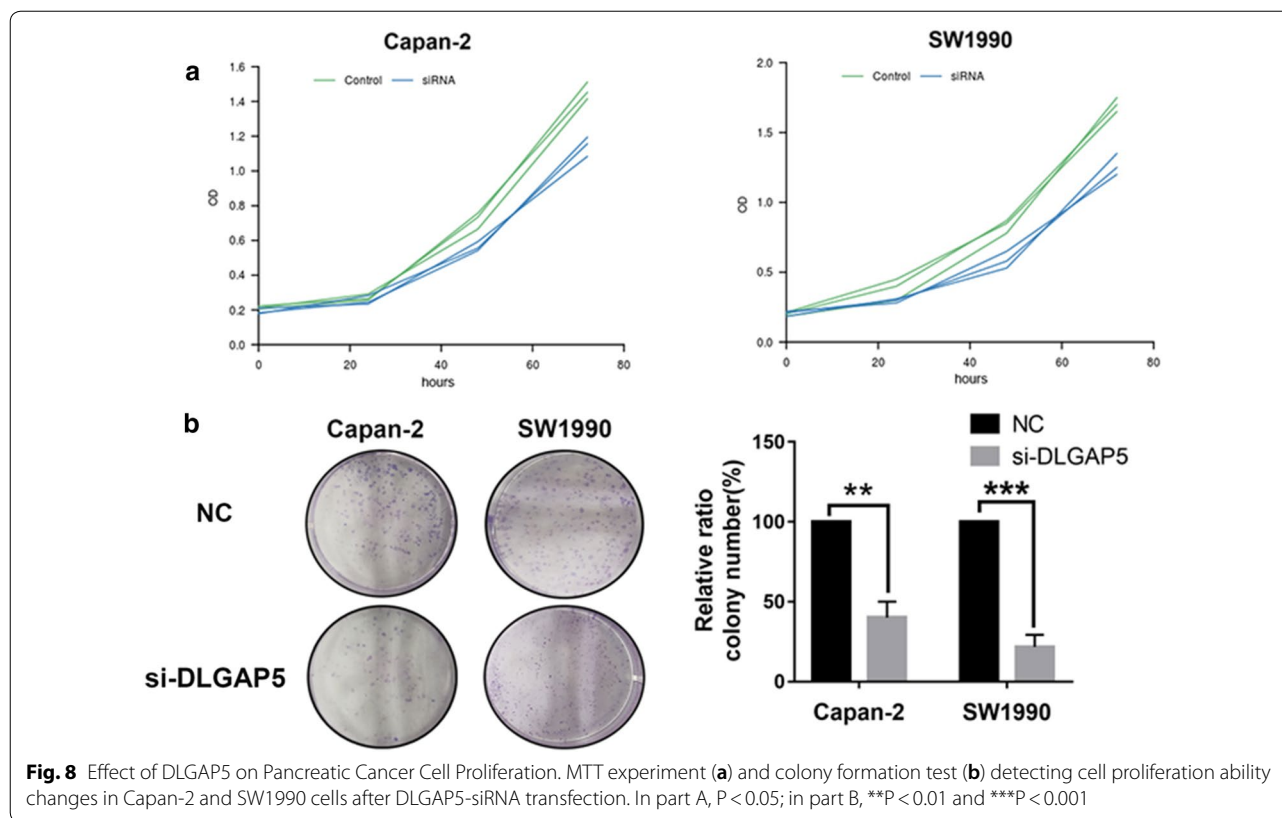 Capan-2
SW1990
a
Control siRNA
1.6
1.4
1.2
1.0
0.8
0.6
0.4
0.2
0.0
OD
0 20 40 60 80
hours
Control siRNA
2.0
1.5
1.0
0.5
0.0
OD
0 20 40 60 80
hours
b
Capan-2
SW1990
NC
si-DLGAP5
NC
si-DLGAP5
150
100
50
0
Relative ratio
colony number(%)
**
***
Capan-2
SW1990
Fig. 8 Effect of DLGAP5 on Pancreatic Cancer Cell Proliferation. MTT experiment (a) and colony formation test (b) detecting cell proliferation ability
changes in Capan-2 and SW1990 cells after DLGAP5-siRNA transfection. In part A, P < 0.05; in part B, **P < 0.01 and ***P < 0.001